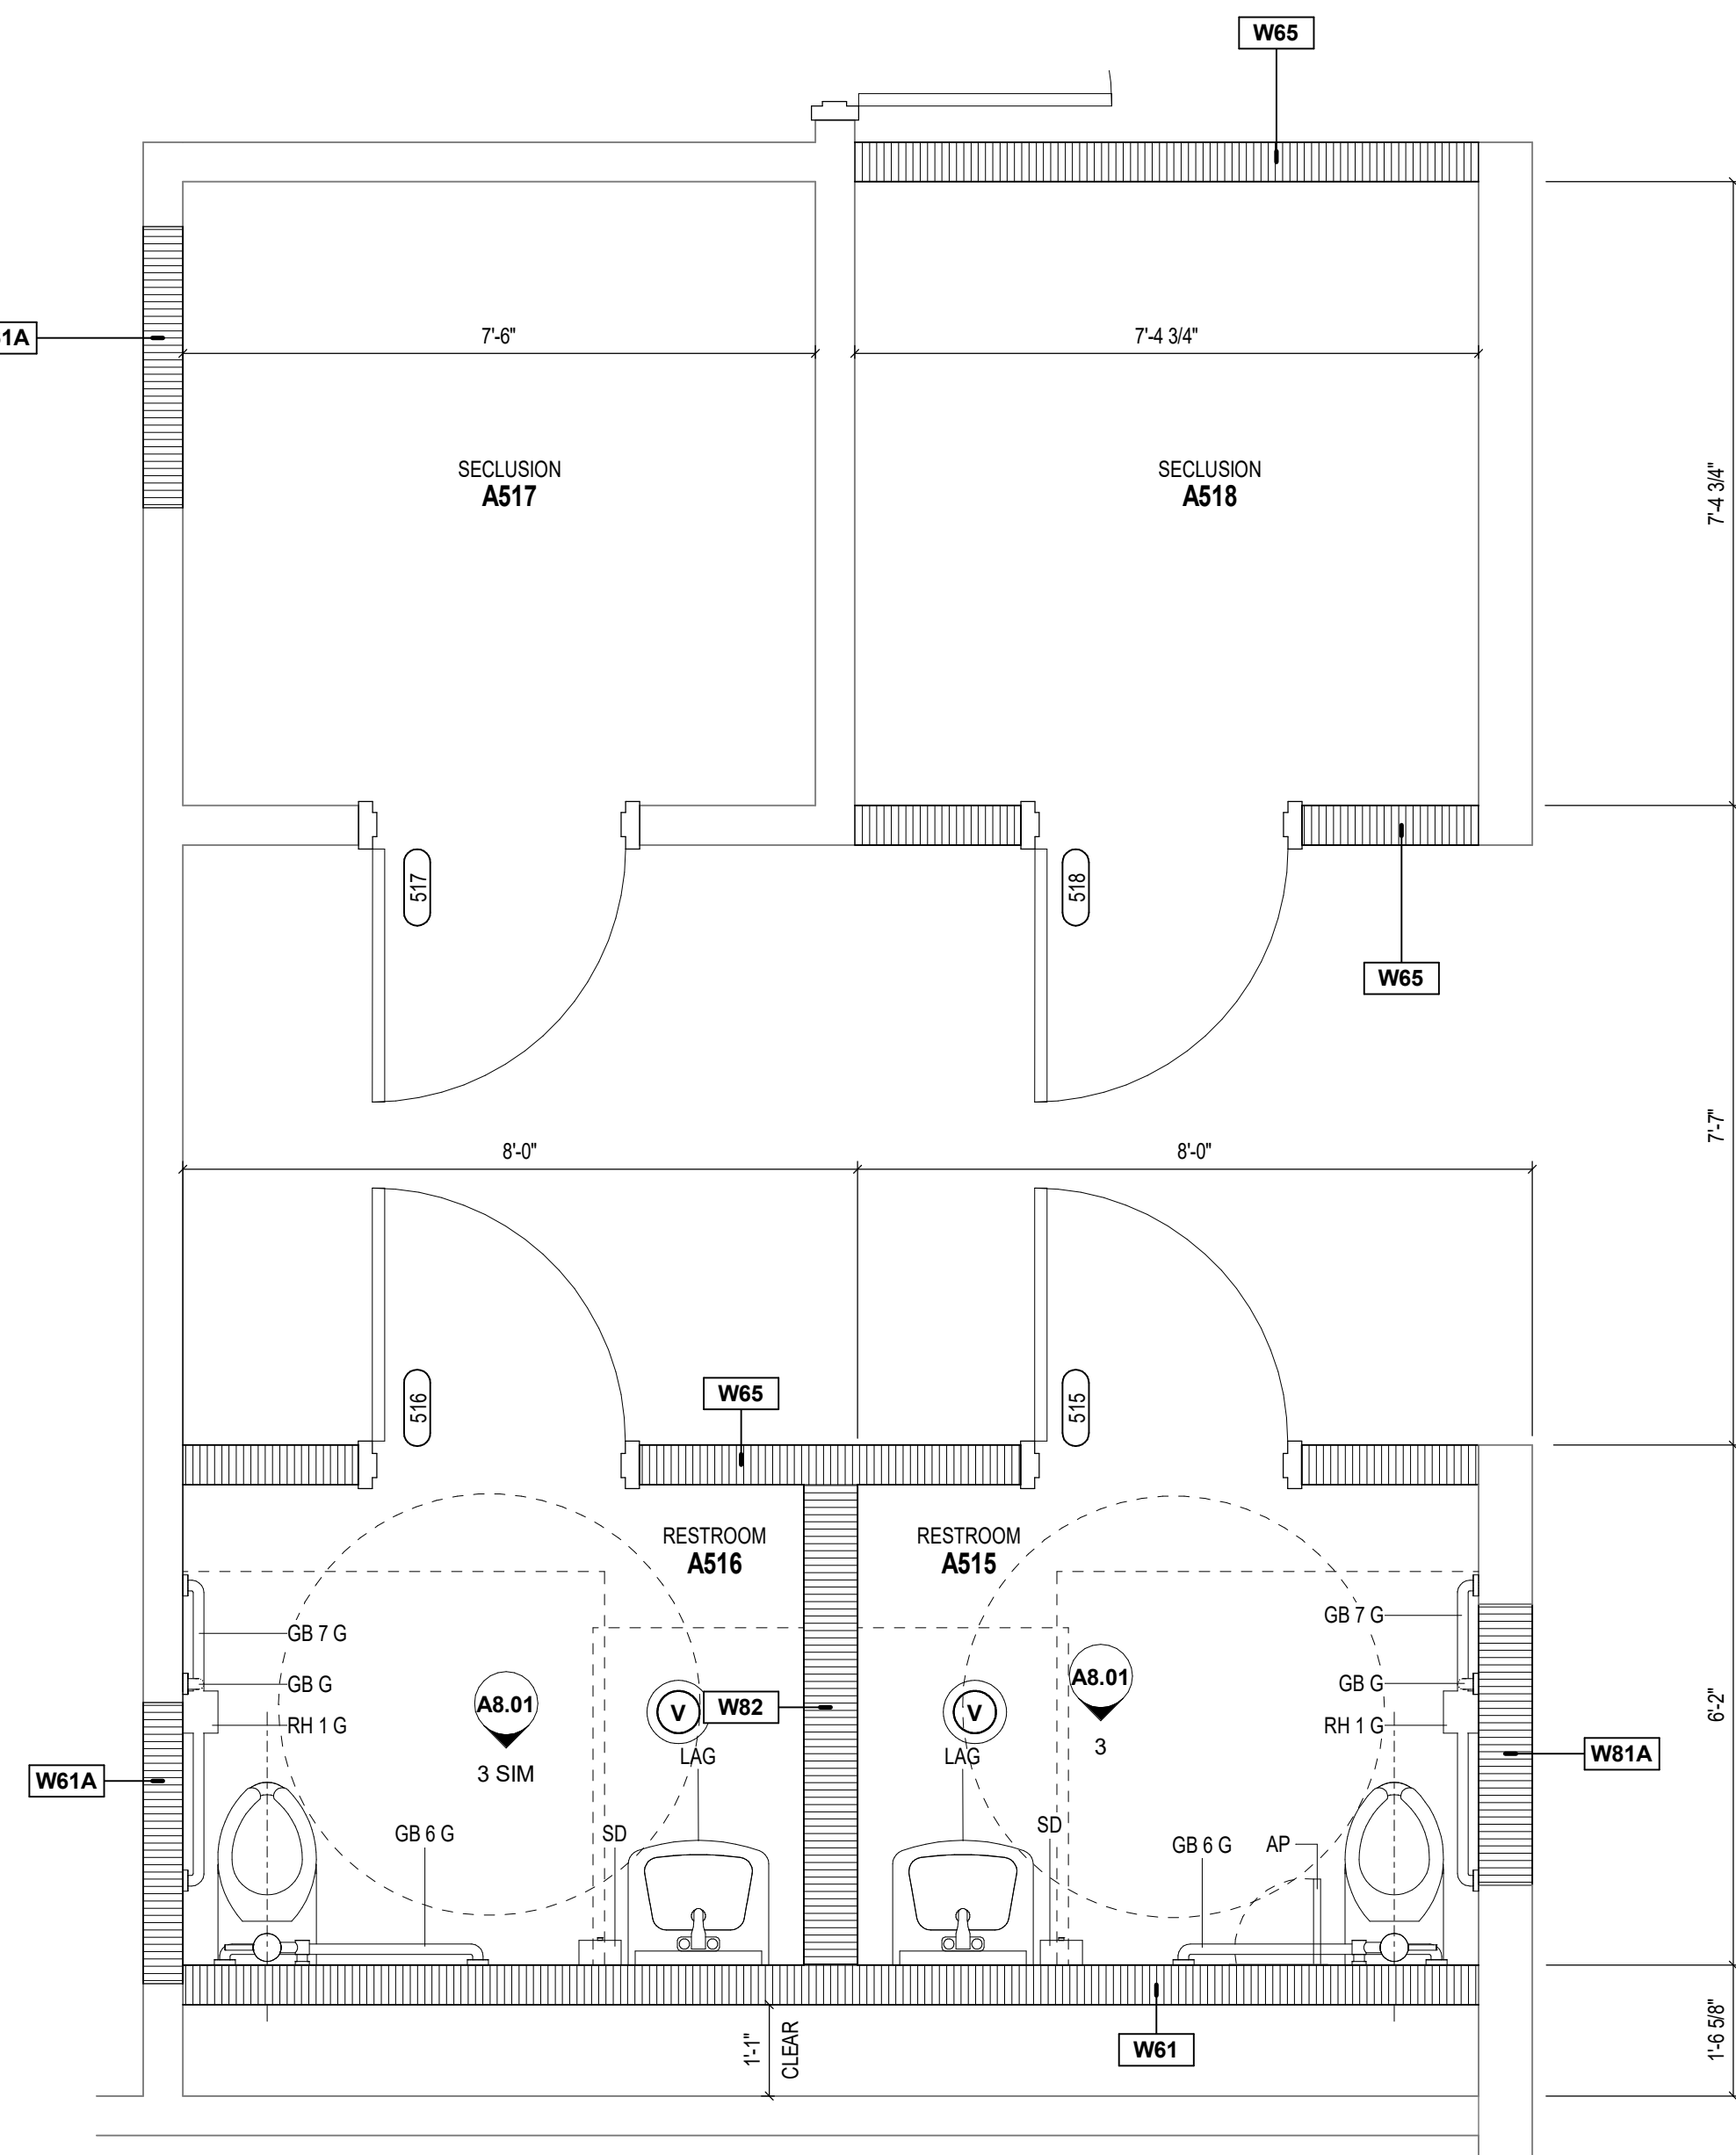 W65
1A
7'-6"
7'-4 3/4"
SECLUSION
A517
SECLUSION
A518
7'-4 3/4"
517
518
W65
7'-7"
8'-0"
8'-0"
516
W65
515
RESTROOM
A516
RESTROOM
A515
GB 7 G
GB G
RH 1 G
A8.01
3 SIM
V
W82
V
LAG
LAG
A8.01
3
GB 7 G
GB G
RH 1 G
6'-2"
W61A
W81A
GB 6 G
SD
SD
GB 6 G
AP
1'-1"
CLEAR
W61
1'-6 5/8"